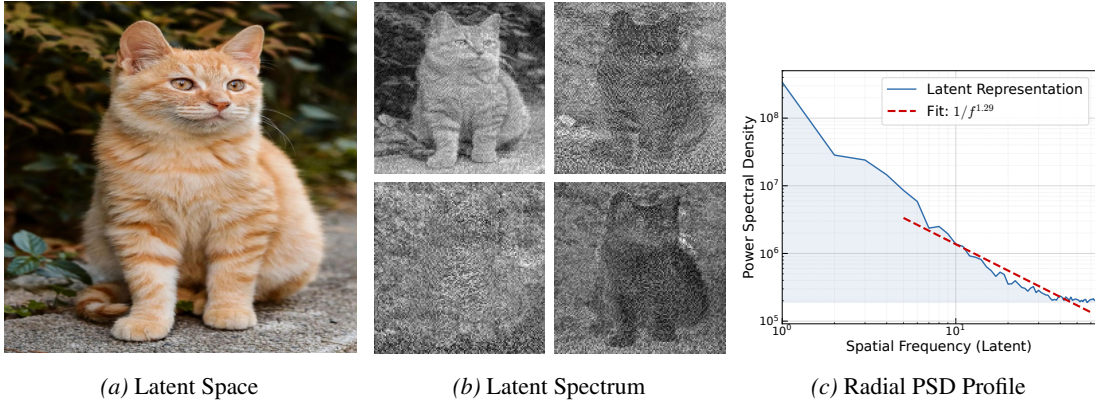 Latent Representation
Fit: 1/f^1.29
Power Spectral Density
10^8
10^7
10^6
10^5
10^0
10^1
Spatial Frequency (Latent)
(a) Latent Space
(b) Latent Spectrum
(c) Radial PSD Profile